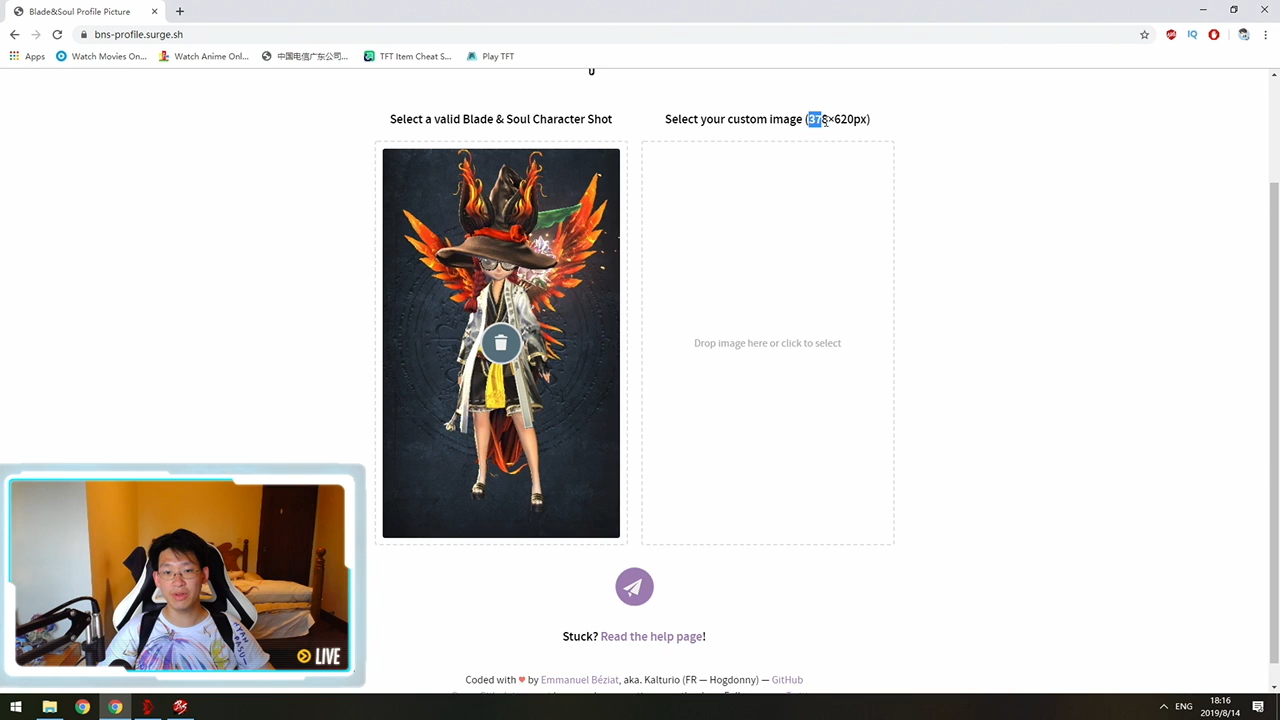 Blade&Soul Profile Picture
bns-profile.surge.sh
Apps
Watch Movies On...
Watch Anime Onl...
中国电信广东公司...
TFT Item Cheat S...
Play TFT
Select a valid Blade & Soul Character Shot
Select your custom image (378×620px)
Drop image here or click to select
Stuck? Read the help page!
Coded with ♥ by Emmanuel Béziat, aka. Kalturio (FR — Hogdonny) — GitHub
LIVE
ENG
18:16
2019/8/14